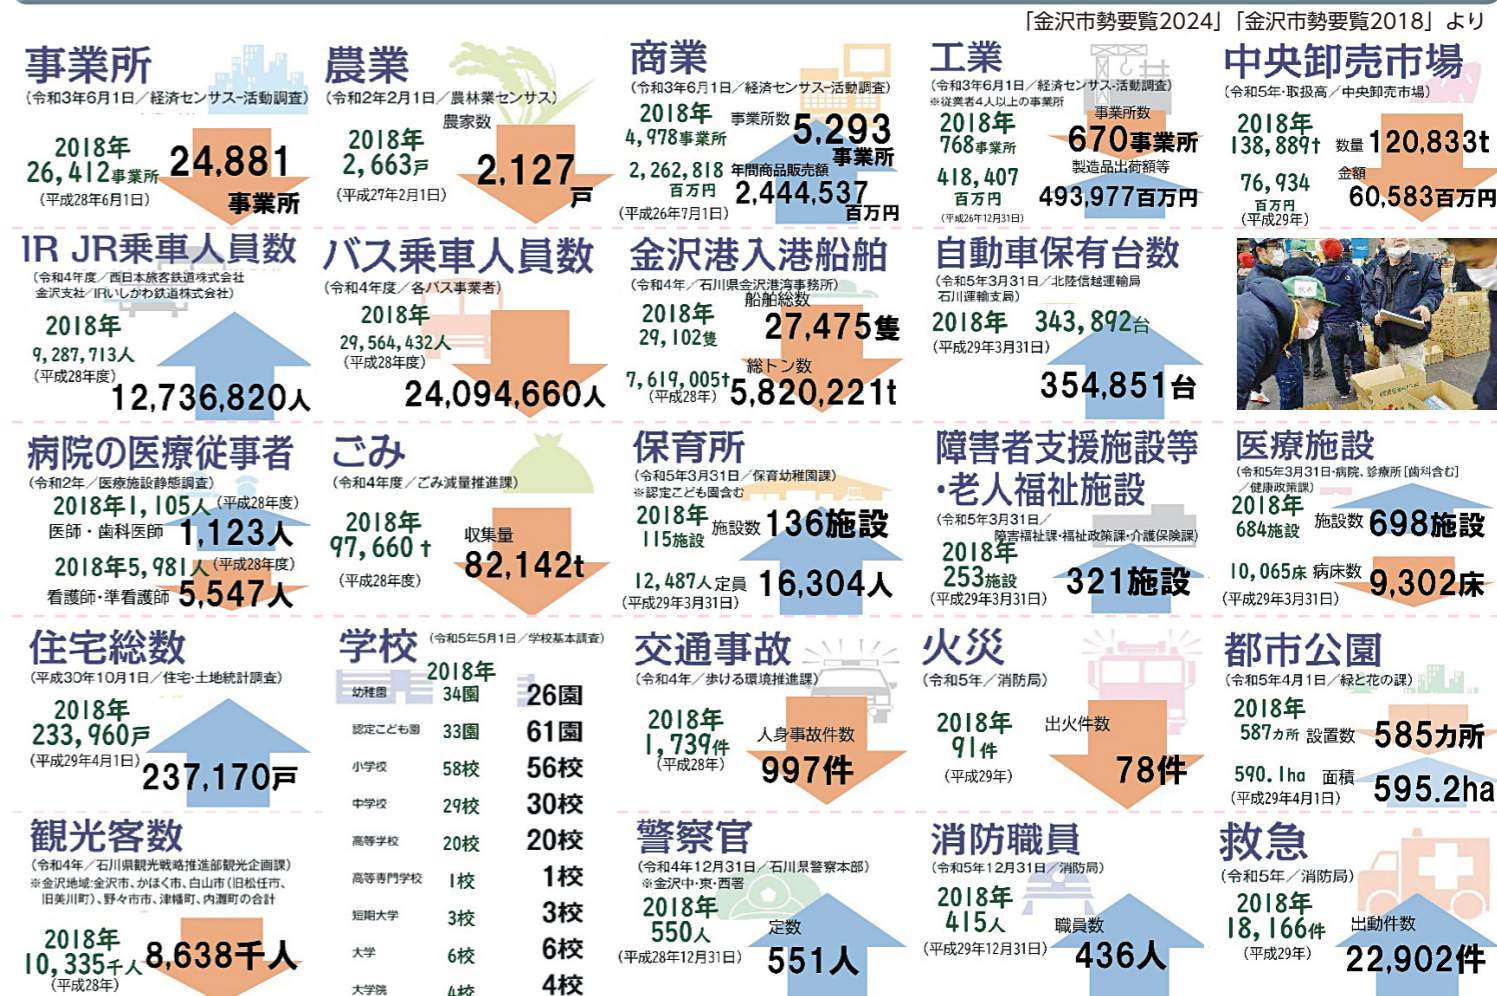 「金沢市勢要覧2024」「金沢市勢要覧2018」より
事業所
(令和3年6月1日／経済センサス-活動調査)
2018年
26,412事業所
(平成28年6月1日)
24,881
事業所
農業
(令和2年2月1日／農林業センサス)
農家数
2018年
2,663戸
(平成27年2月1日)
2,127
戸
商業
(令和3年6月1日／経済センサス-活動調査)
2018年
4,978事業所
事業所数 5,293
事業所
2,262,818
百万円
(平成26年7月1日)
年間商品販売額
2,444,537
百万円
工業
(令和3年6月1日／経済センサス-活動調査)
※従業者4人以上の事業所
2018年
768事業所
事業所数
670事業所
418,407
百万円
(平成26年12月31日)
製造品出荷額等
493,977百万円
中央卸売市場
(令和5年・取扱高／中央卸売市場)
2018年
138,889t
数量 120,833t
76,934
百万円
(平成29年)
金額
60,583百万円
IR JR乗車人員数
(令和4年度／西日本旅客鉄道株式会社
金沢支社／IRいしかわ鉄道株式会社)
2018年
9,287,713人
(平成28年度)
12,736,820人
バス乗車人員数
(令和4年度／各バス事業者)
2018年
29,564,432人
(平成28年度)
24,094,660人
金沢港入港船舶
(令和4年／石川県金沢港湾事務所)
船舶総数
2018年
29,102隻
27,475隻
総トン数
7,619,005t
(平成28年)
5,820,221t
自動車保有台数
(令和5年3月31日／北陸信越運輸局
石川運輸支局)
2018年 343,892台
(平成29年3月31日)
354,851台
病院の医療従事者
(令和2年／医療施設静態調査)
2018年1,105人(平成28年度)
医師・歯科医師 1,123人
2018年5,981人(平成28年度)
看護師・準看護師 5,547人
ごみ
(令和4年度／ごみ減量推進課)
2018年
97,660t
(平成28年度)
収集量
82,142t
保育所
(令和5年3月31日／保育幼稚園課)
※認定こども園含む
2018年
115施設
施設数 136施設
12,487人
(平成29年3月31日)
定員 16,304人
障害者支援施設等
・老人福祉施設
(令和5年3月31日／
障害福祉課・福祉政策課・介護保険課)
2018年
253施設
(平成29年3月31日)
321施設
医療施設
(令和5年3月31日・病院、診療所[歯科含む]
／健康政策課)
2018年
684施設
施設数 698施設
10,065床
(平成29年3月31日)
病床数 9,302床
住宅総数
(平成30年10月1日／住宅・土地統計調査)
2018年
233,960戸
(平成29年4月1日)
237,170戸
学校 (令和5年5月1日／学校基本調査)
2018年
幼稚園 34園 26園
認定こども園 33園 61園
小学校 58校 56校
中学校 29校 30校
高等学校 20校 20校
高等専門学校 1校 1校
短期大学 3校 3校
大学 6校 6校
大学院 4校 4校
交通事故
(令和4年／歩ける環境推進課)
2018年
1,739件
(平成28年)
人身事故件数
997件
火災
(令和5年／消防局)
2018年
91件
(平成29年)
出火件数
78件
都市公園
(令和5年4月1日／緑と花の課)
2018年
587カ所
設置数 585カ所
590.1ha
(平成29年4月1日)
面積 595.2ha
観光客数
(令和4年／石川県観光戦略推進部観光企画課)
※金沢地域:金沢市、かほく市、白山市(旧松任市、
旧美川町)、野々市市、津幡町、内灘町の合計
2018年
10,335千人
(平成28年)
8,638千人
警察官
(令和4年12月31日／石川県警察本部)
※金沢中・東・西署
2018年
550人
(平成28年12月31日)
定数
551人
消防職員
(令和5年12月31日／消防局)
2018年
415人
(平成29年12月31日)
職員数
436人
救急
(令和5年／消防局)
2018年
18,166件
(平成29年)
出動件数
22,902件